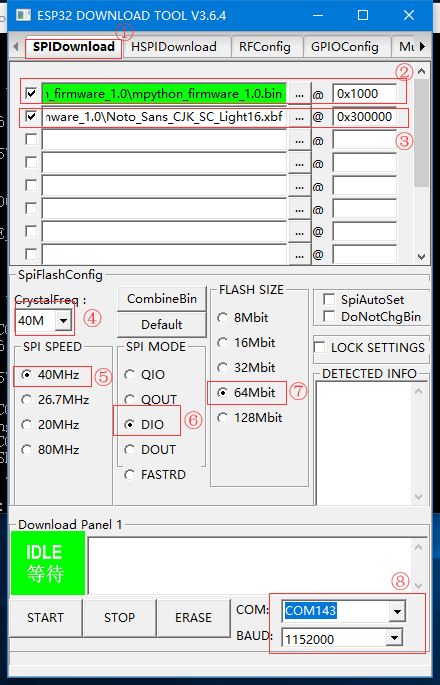 ESP32 DOWNLOAD TOOL V3.6.4
①
SPIDownload HSPIDownload RFConfig GPIOConfig Mu
②
_firmware_1.0\mpython_firmware_1.0.bin ... @ 0x1000
mware_1.0\Noto_Sans_CJK_SC_Light16.xbf ... @ 0x300000
③
... @
... @
... @
... @
... @
SpiFlashConfig
CrystalFreq :
40M ④
CombineBin
Default
SPI SPEED
40MHz ⑤
26.7MHz
20MHz
80MHz
SPI MODE
QIO
QOUT
DIO ⑥
DOUT
FASTRD
FLASH SIZE
8Mbit
16Mbit
32Mbit
64Mbit ⑦
128Mbit
SpiAutoSet
DoNotChgBin
LOCK SETTINGS
DETECTED INFO
Download Panel 1
IDLE
等待
⑧
START STOP ERASE
COM: COM143
BAUD: 1152000